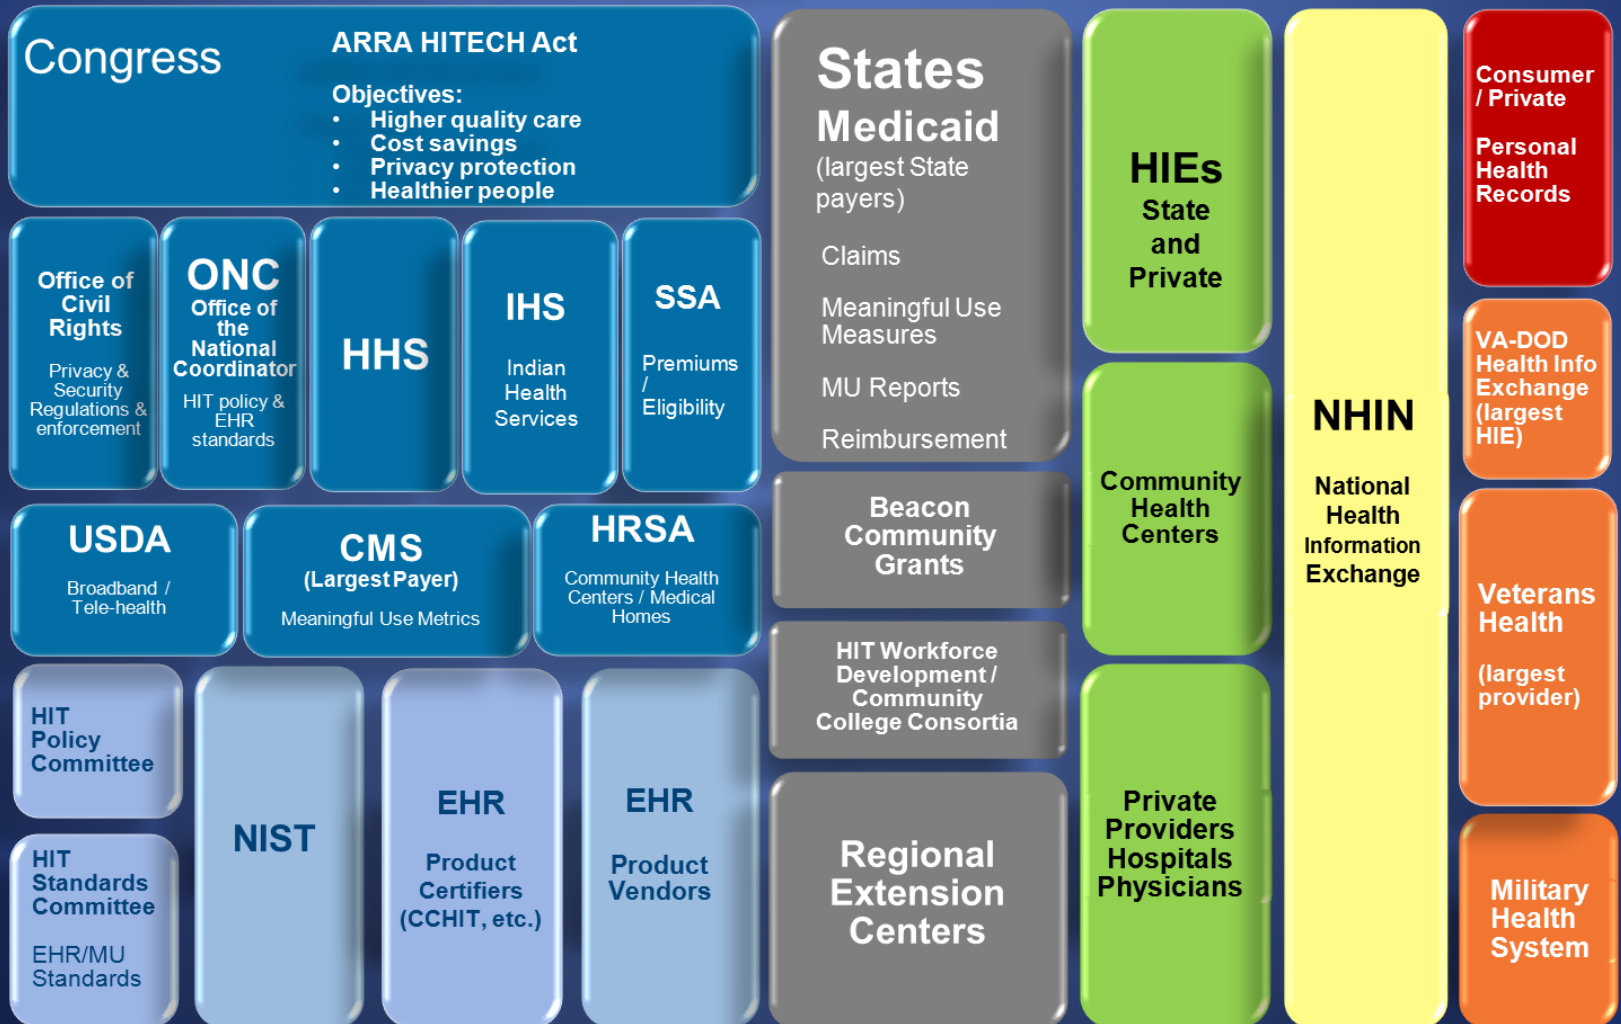 Congress
ARRA HITECH Act
Objectives:
• Higher quality care
• Cost savings
• Privacy protection
• Healthier people
Office of
Civil
Rights
Privacy &
Security
Regulations &
enforcement
ONC
Office of
the
National
Coordinator
HIT policy &
EHR
standards
HHS
IHS
Indian
Health
Services
SSA
Premiums
/
Eligibility
USDA
Broadband /
Tele-health
CMS
(Largest Payer)
Meaningful Use Metrics
HRSA
Community Health
Centers / Medical
Homes
HIT
Policy
Committee
HIT
Standards
Committee
EHR/MU
Standards
NIST
EHR
Product
Certifiers
(CCHIT, etc.)
EHR
Product
Vendors
States
Medicaid
(largest State
payers)
Claims
Meaningful Use
Measures
MU Reports
Reimbursement
Beacon
Community
Grants
HIT Workforce
Development /
Community
College Consortia
Regional
Extension
Centers
HIEs
State
and
Private
Community
Health
Centers
Private
Providers
Hospitals
Physicians
NHIN
National
Health
Information
Exchange
Consumer
/ Private
Personal
Health
Records
VA-DOD
Health Info
Exchange
(largest
HIE)
Veterans
Health
(largest
provider)
Military
Health
System